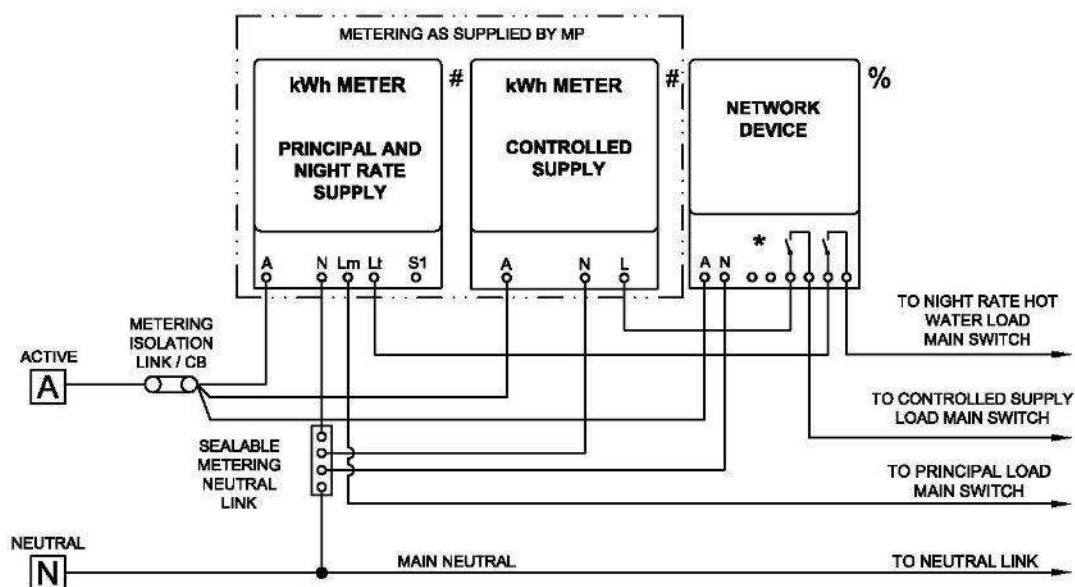 METERING AS SUPPLIED BY MP
kWh METER
#
kWh METER
#
NETWORK
DEVICE
%
PRINCIPAL AND
NIGHT RATE
SUPPLY
CONTROLLED
SUPPLY
*
A
N
Lm
Lt
S1
A
N
L
A
N
METERING
ISOLATION
LINK / CB
ACTIVE
A
TO NIGHT RATE HOT
WATER LOAD
MAIN SWITCH
TO CONTROLLED SUPPLY
LOAD MAIN SWITCH
SEALABLE
METERING
NEUTRAL
LINK
TO PRINCIPAL LOAD
MAIN SWITCH
NEUTRAL
N
MAIN NEUTRAL
TO NEUTRAL LINK